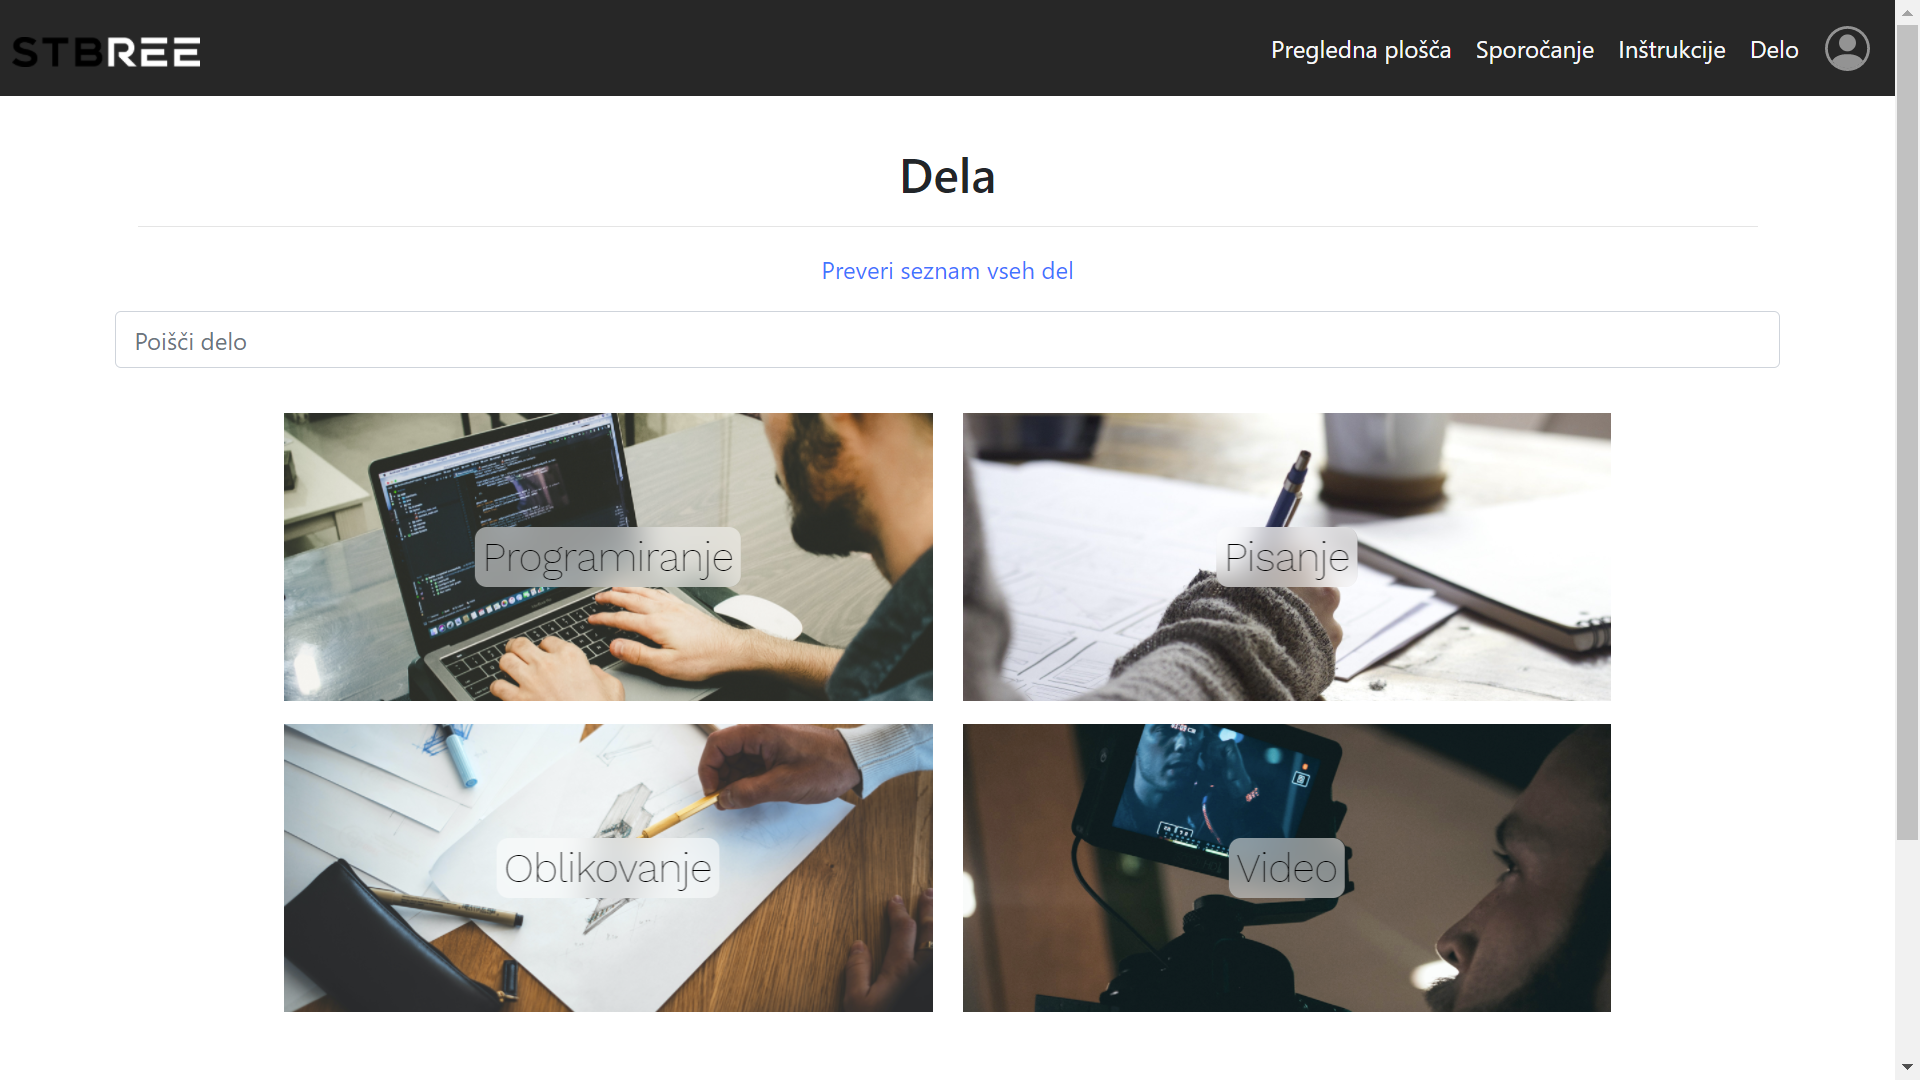 STBREE
Pregledna plošča Sporočanje Inštrukcije Delo
Dela
Preveri seznam vseh del
Poišči delo
Programiranje
Pisanje
Oblikovanje
Video